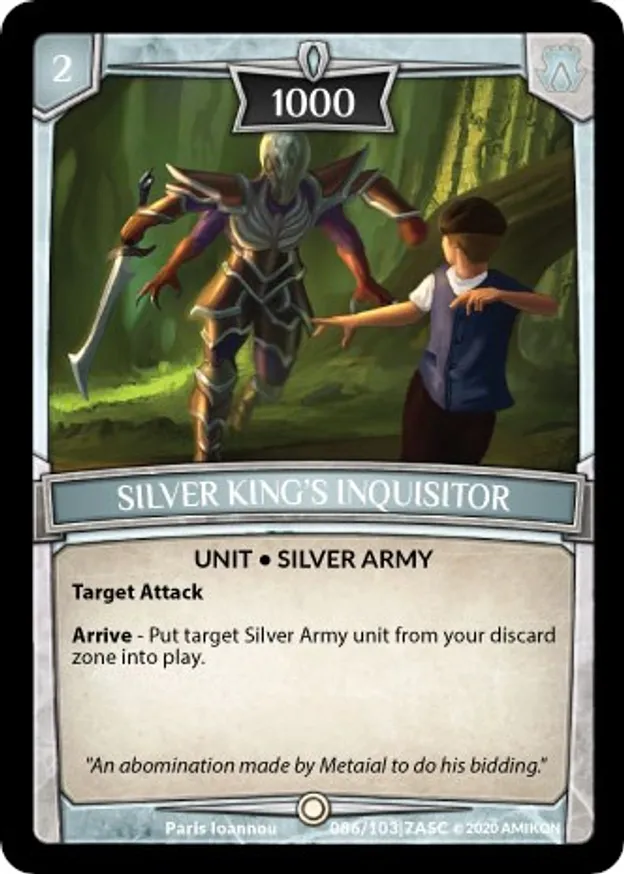 2
1000
SILVER KING'S INQUISITOR
UNIT • SILVER ARMY
Target Attack
Arrive - Put target Silver Army unit from your discard
zone into play.
"An abomination made by Metaial to do his bidding."
Paris Ioannou 086/103|7ASC © 2020 AMIKON